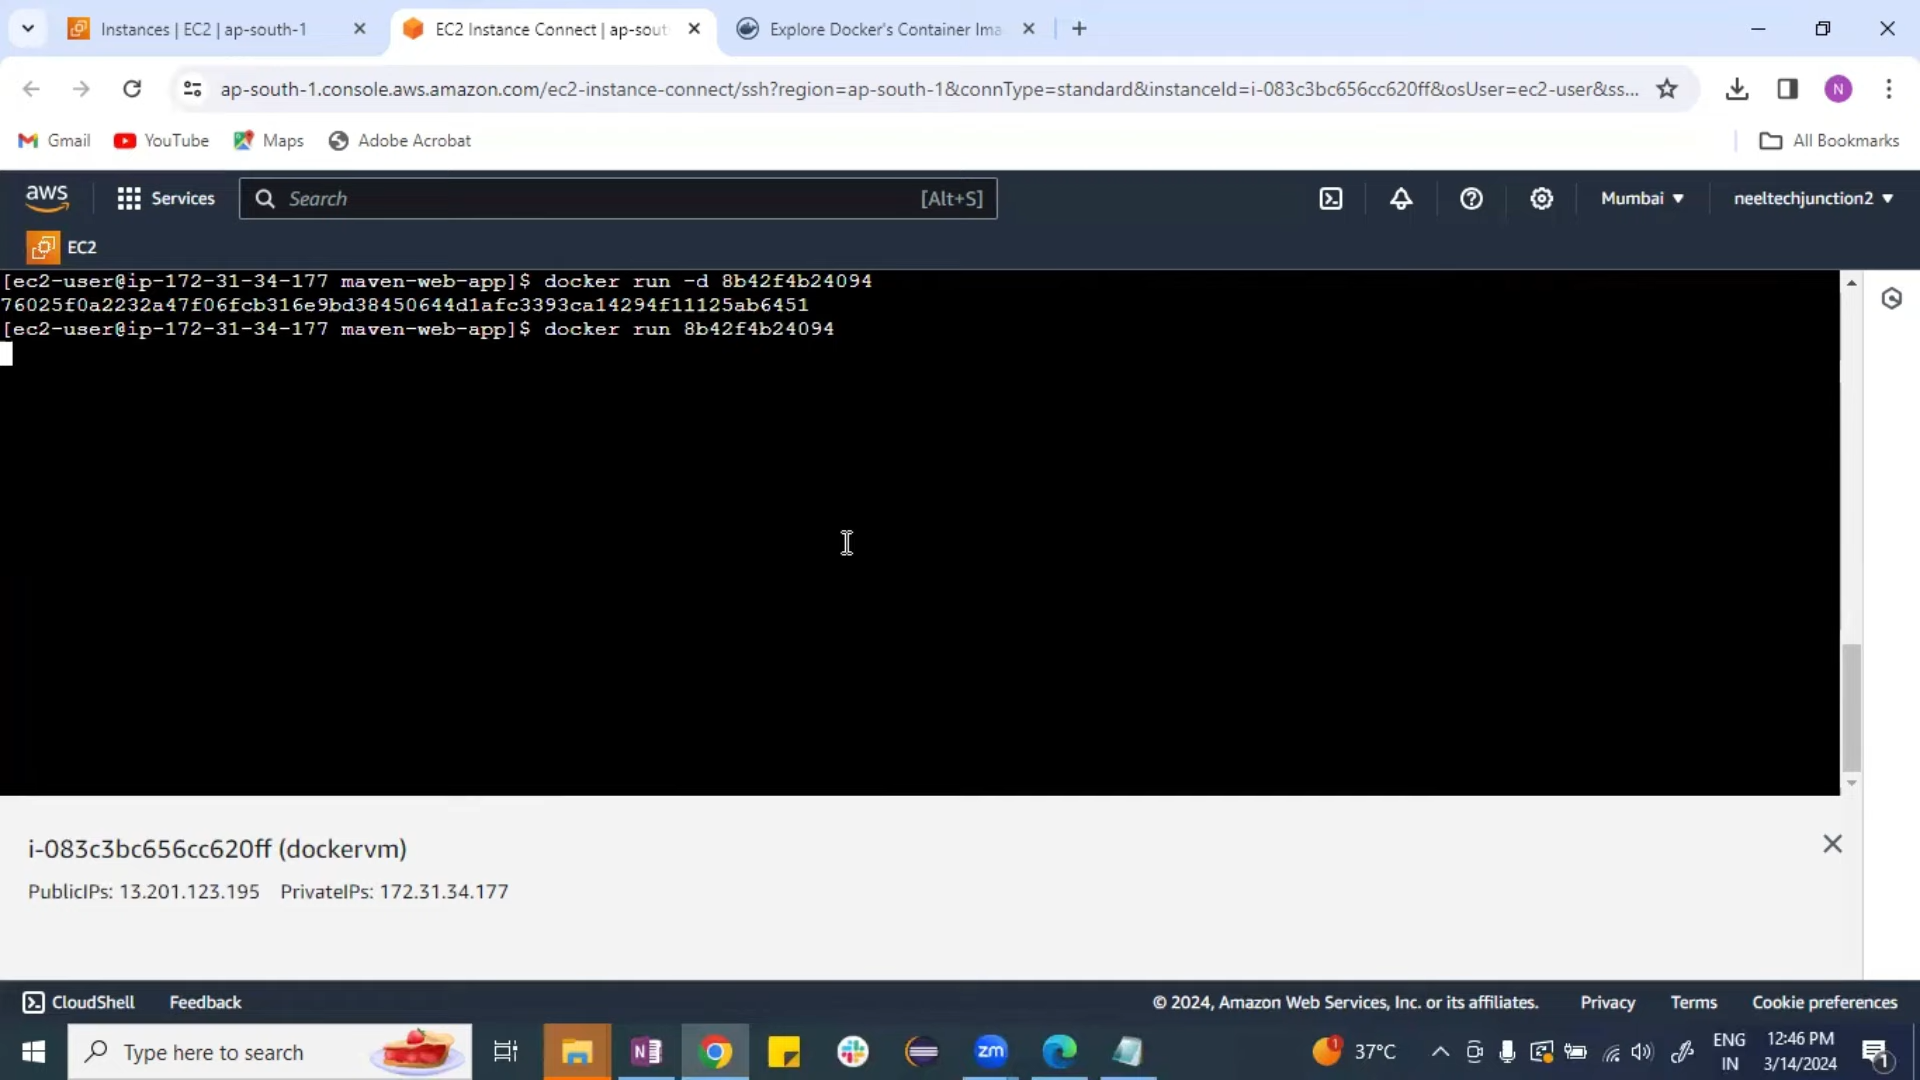 Instances | EC2 | ap-south-1
EC2 Instance Connect | ap-sout
Explore Docker's Container Ima
ap-south-1.console.aws.amazon.com/ec2-instance-connect/ssh?region=ap-south-1&connType=standard&instanceId=i-083c3bc656cc620ff&osUser=ec2-user&ss...
N
Gmail
YouTube
Maps
Adobe Acrobat
All Bookmarks
aws
Services
Search
[Alt+S]
Mumbai
neeltechjunction2
EC2
[ec2-user@ip-172-31-34-177 maven-web-app]$ docker run -d 8b42f4b24094
76025f0a2232a47f06fcb316e9bd38450644d1afc3393ca14294f11125ab6451
[ec2-user@ip-172-31-34-177 maven-web-app]$ docker run 8b42f4b24094
i-083c3bc656cc620ff (dockervm)
PublicIPs: 13.201.123.195 PrivateIPs: 172.31.34.177
CloudShell
Feedback
© 2024, Amazon Web Services, Inc. or its affiliates.
Privacy
Terms
Cookie preferences
Type here to search
N
zm
1
37°C
ENG
IN
12:46 PM
3/14/2024
1